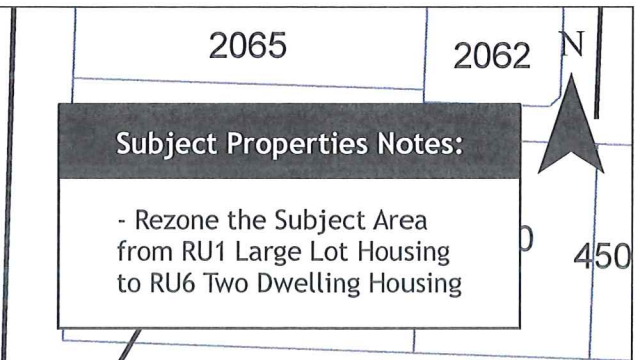 2065
2062
N
Subject Properties Notes:
- Rezone the Subject Area
from RU1 Large Lot Housing
to RU6 Two Dwelling Housing
450